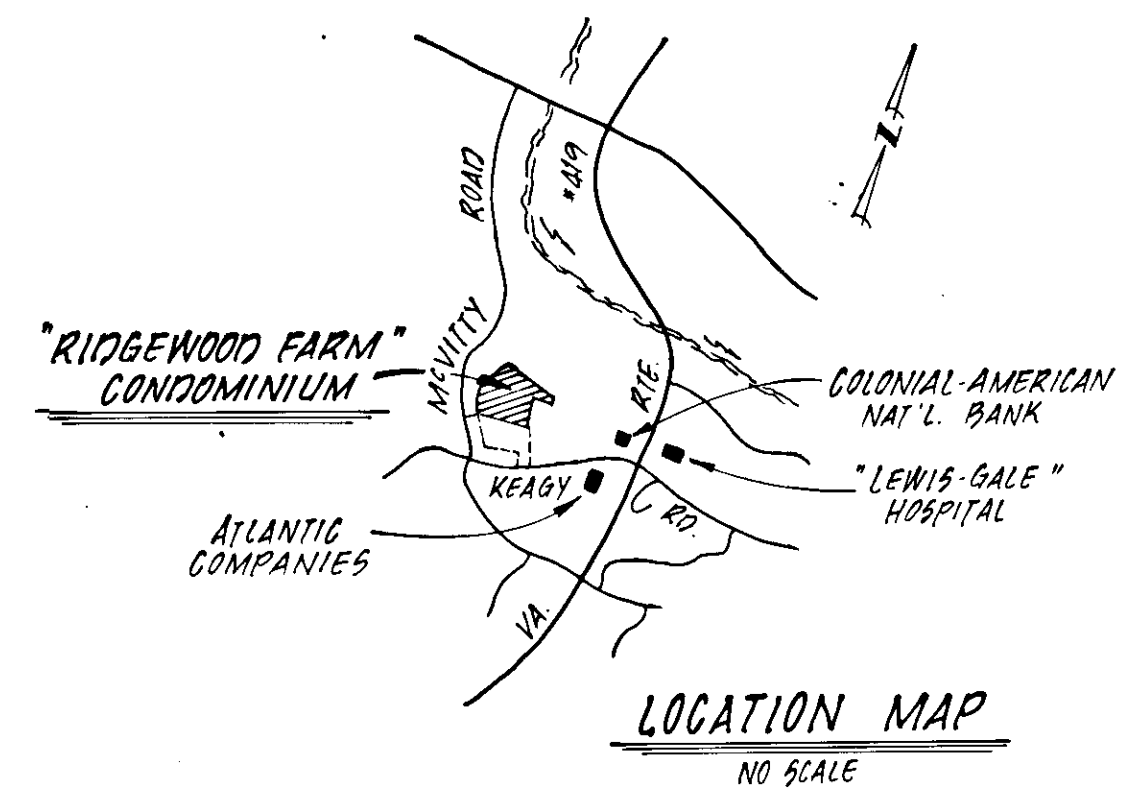 ROAD
#419
N
McVITTY
"RIDGEWOOD FARM"
CONDOMINIUM
RTE.
COLONIAL-AMERICAN
NAT'L. BANK
KEAGY
RD.
"LEWIS-GALE"
HOSPITAL
ATLANTIC
COMPANIES
VA.
LOCATION MAP
NO SCALE